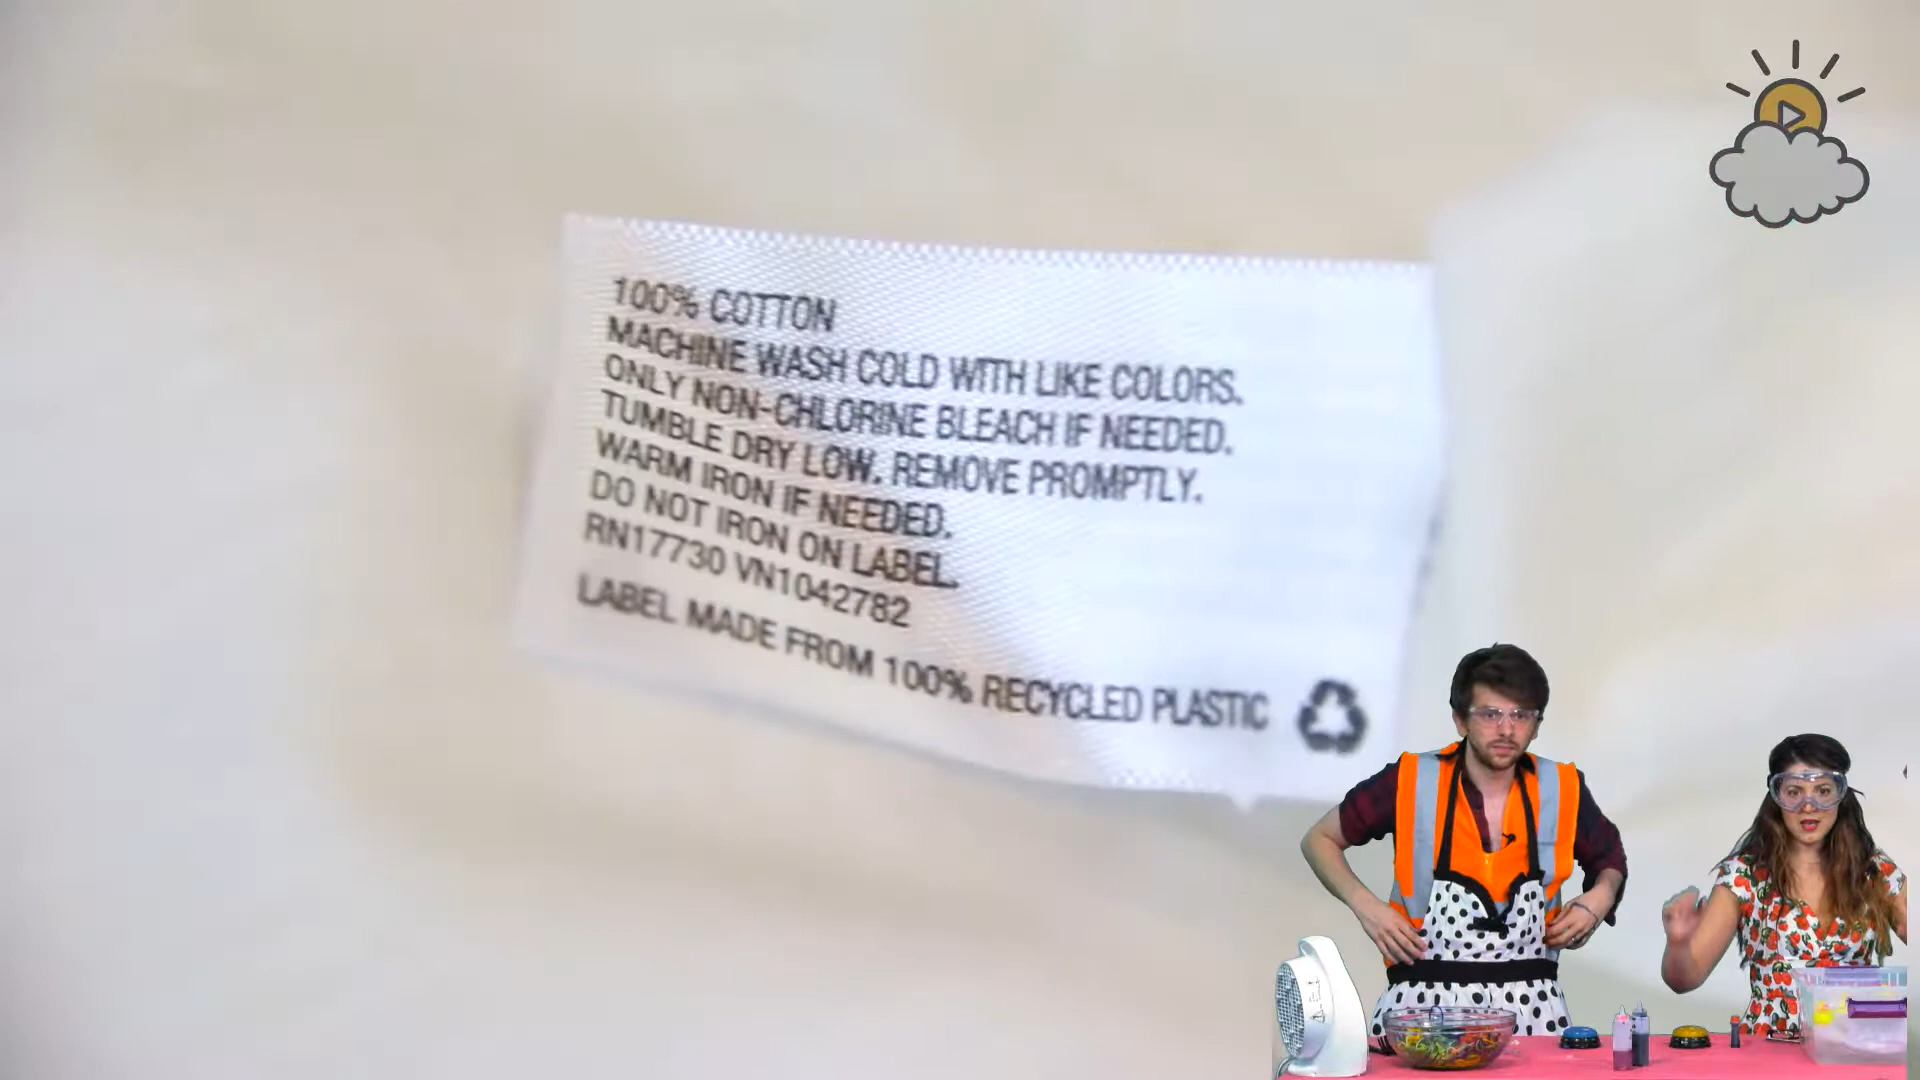 100% COTTON
MACHINE WASH COLD WITH LIKE COLORS.
ONLY NON-CHLORINE BLEACH IF NEEDED.
TUMBLE DRY LOW. REMOVE PROMPTLY.
WARM IRON IF NEEDED.
DO NOT IRON ON LABEL.
RN17730 VN1042782
LABEL MADE FROM 100% RECYCLED PLASTIC